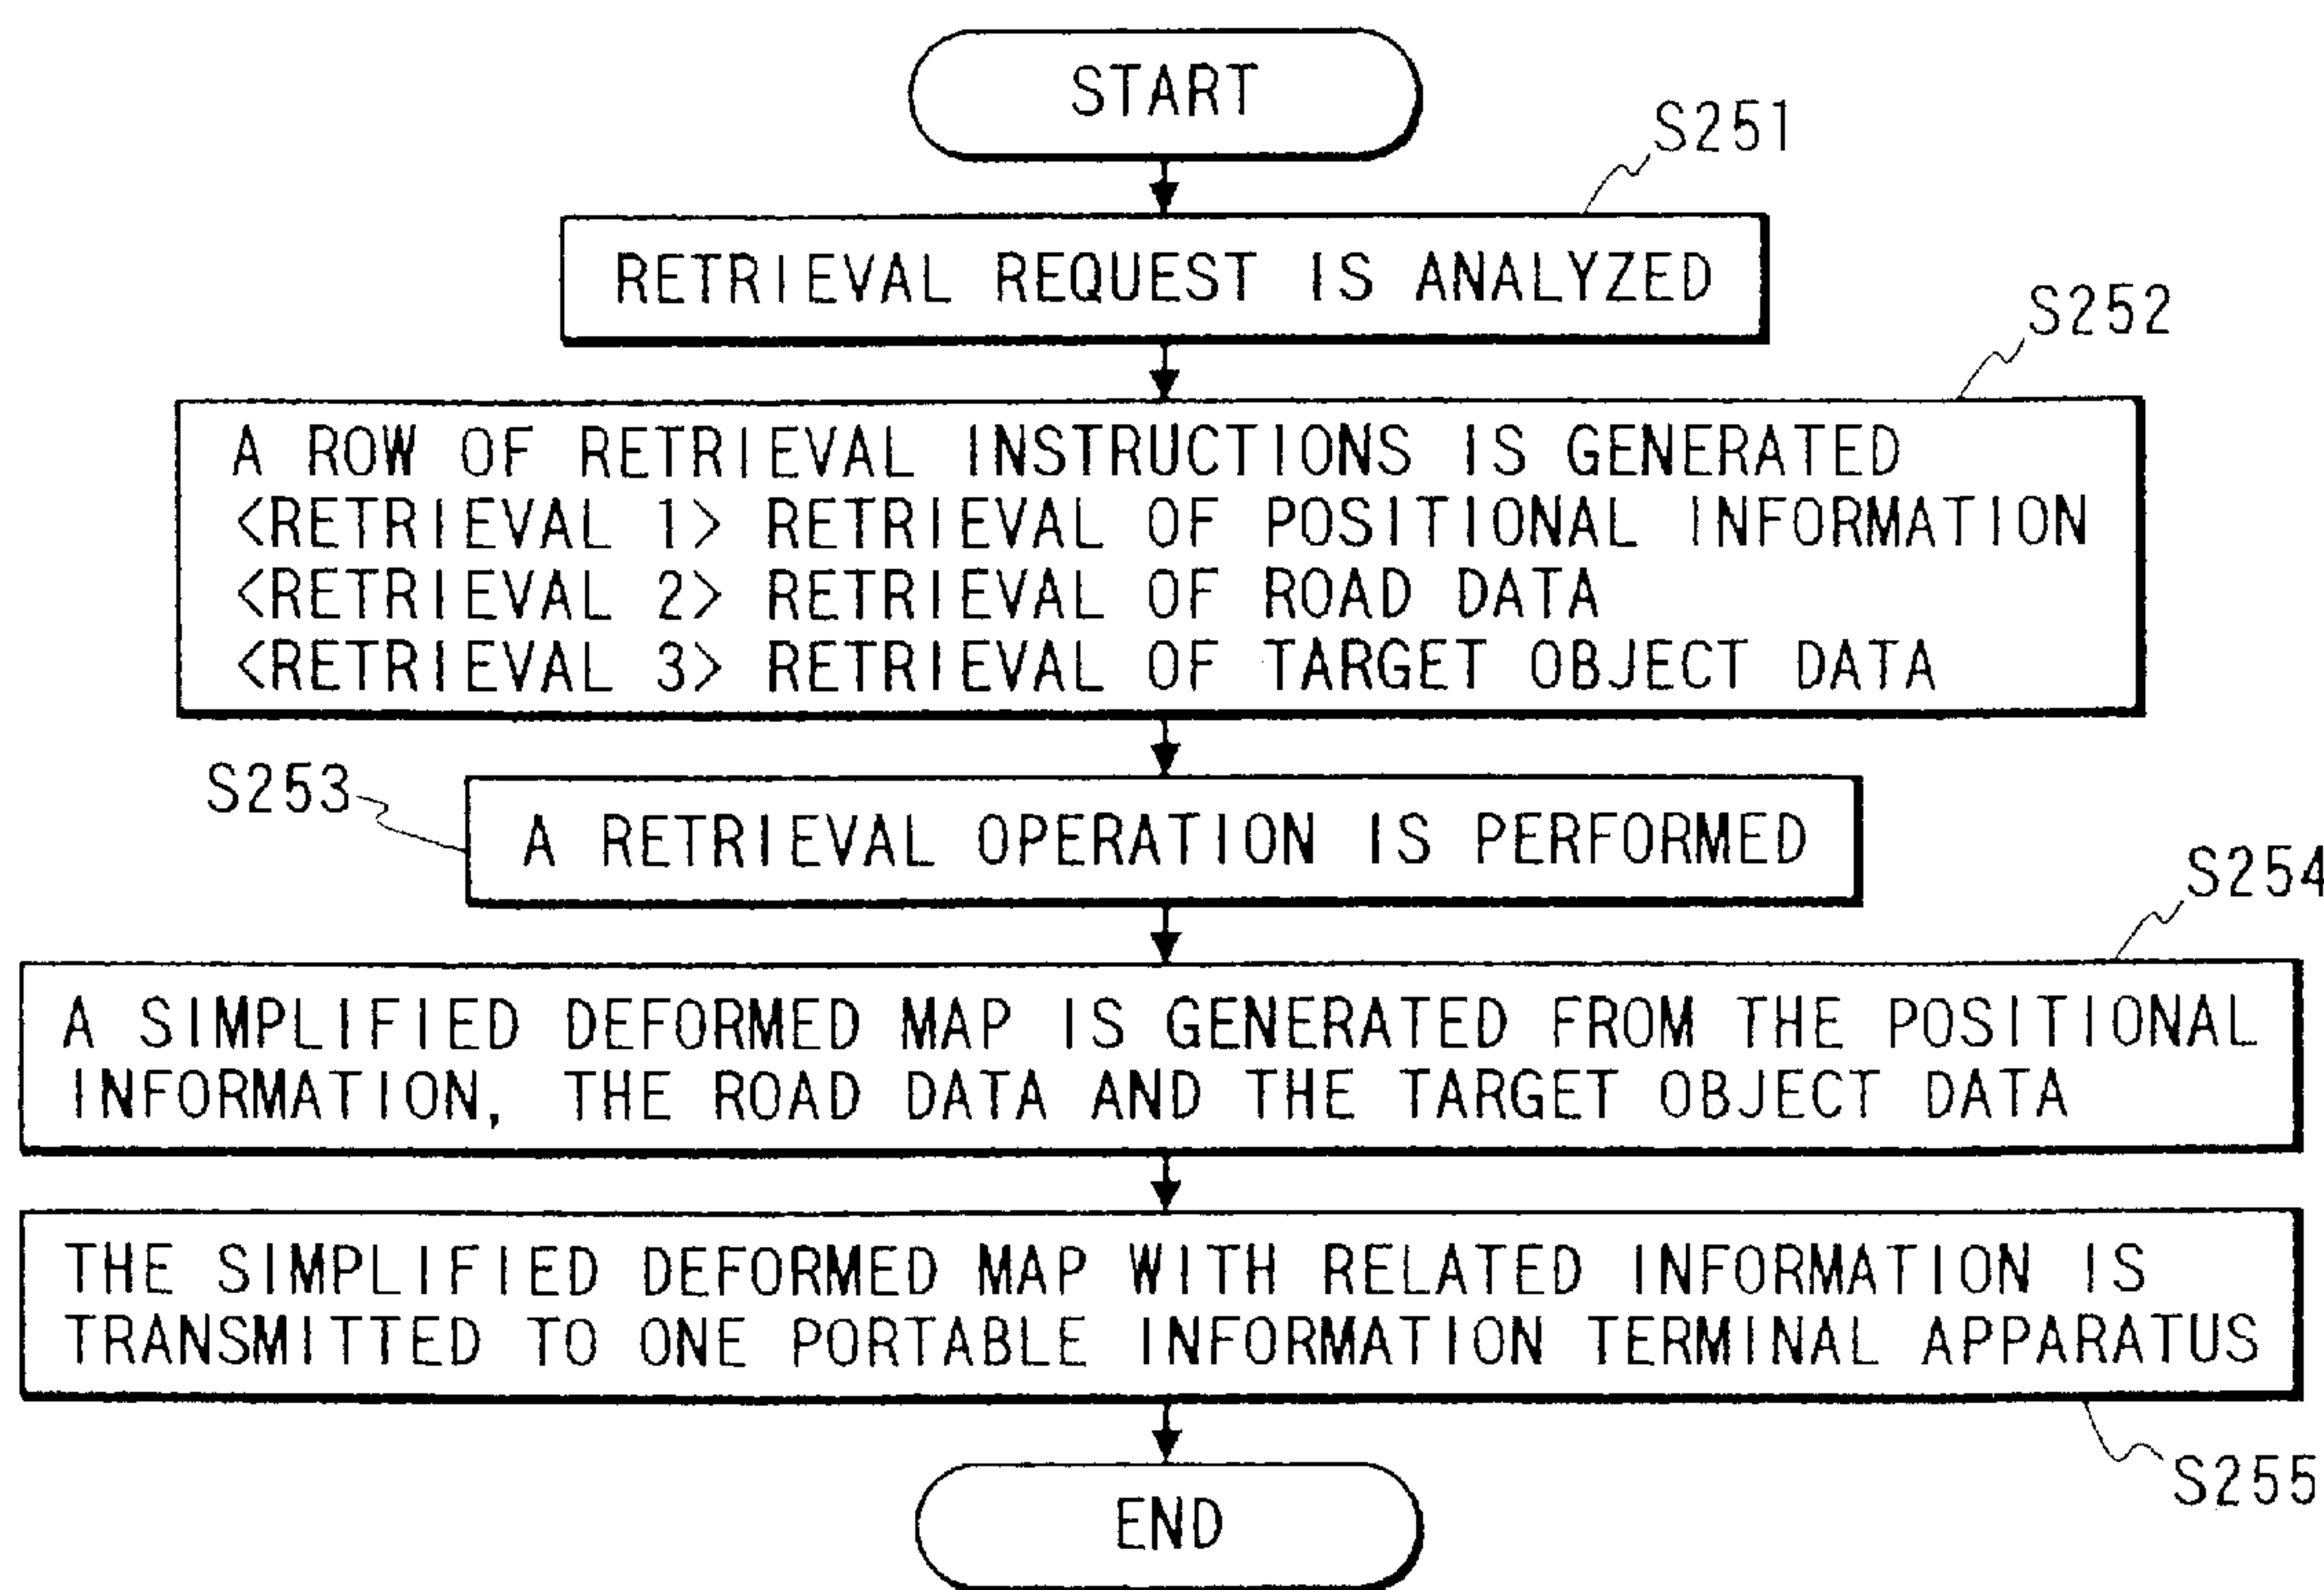 START
S251
RETRIEVAL REQUEST IS ANALYZED
S252
A ROW OF RETRIEVAL INSTRUCTIONS IS GENERATED
<RETRIEVAL 1> RETRIEVAL OF POSITIONAL INFORMATION
<RETRIEVAL 2> RETRIEVAL OF ROAD DATA
<RETRIEVAL 3> RETRIEVAL OF TARGET OBJECT DATA
S253
A RETRIEVAL OPERATION IS PERFORMED
S254
A SIMPLIFIED DEFORMED MAP IS GENERATED FROM THE POSITIONAL
INFORMATION, THE ROAD DATA AND THE TARGET OBJECT DATA
THE SIMPLIFIED DEFORMED MAP WITH RELATED INFORMATION IS
TRANSMITTED TO ONE PORTABLE INFORMATION TERMINAL APPARATUS
S255
END